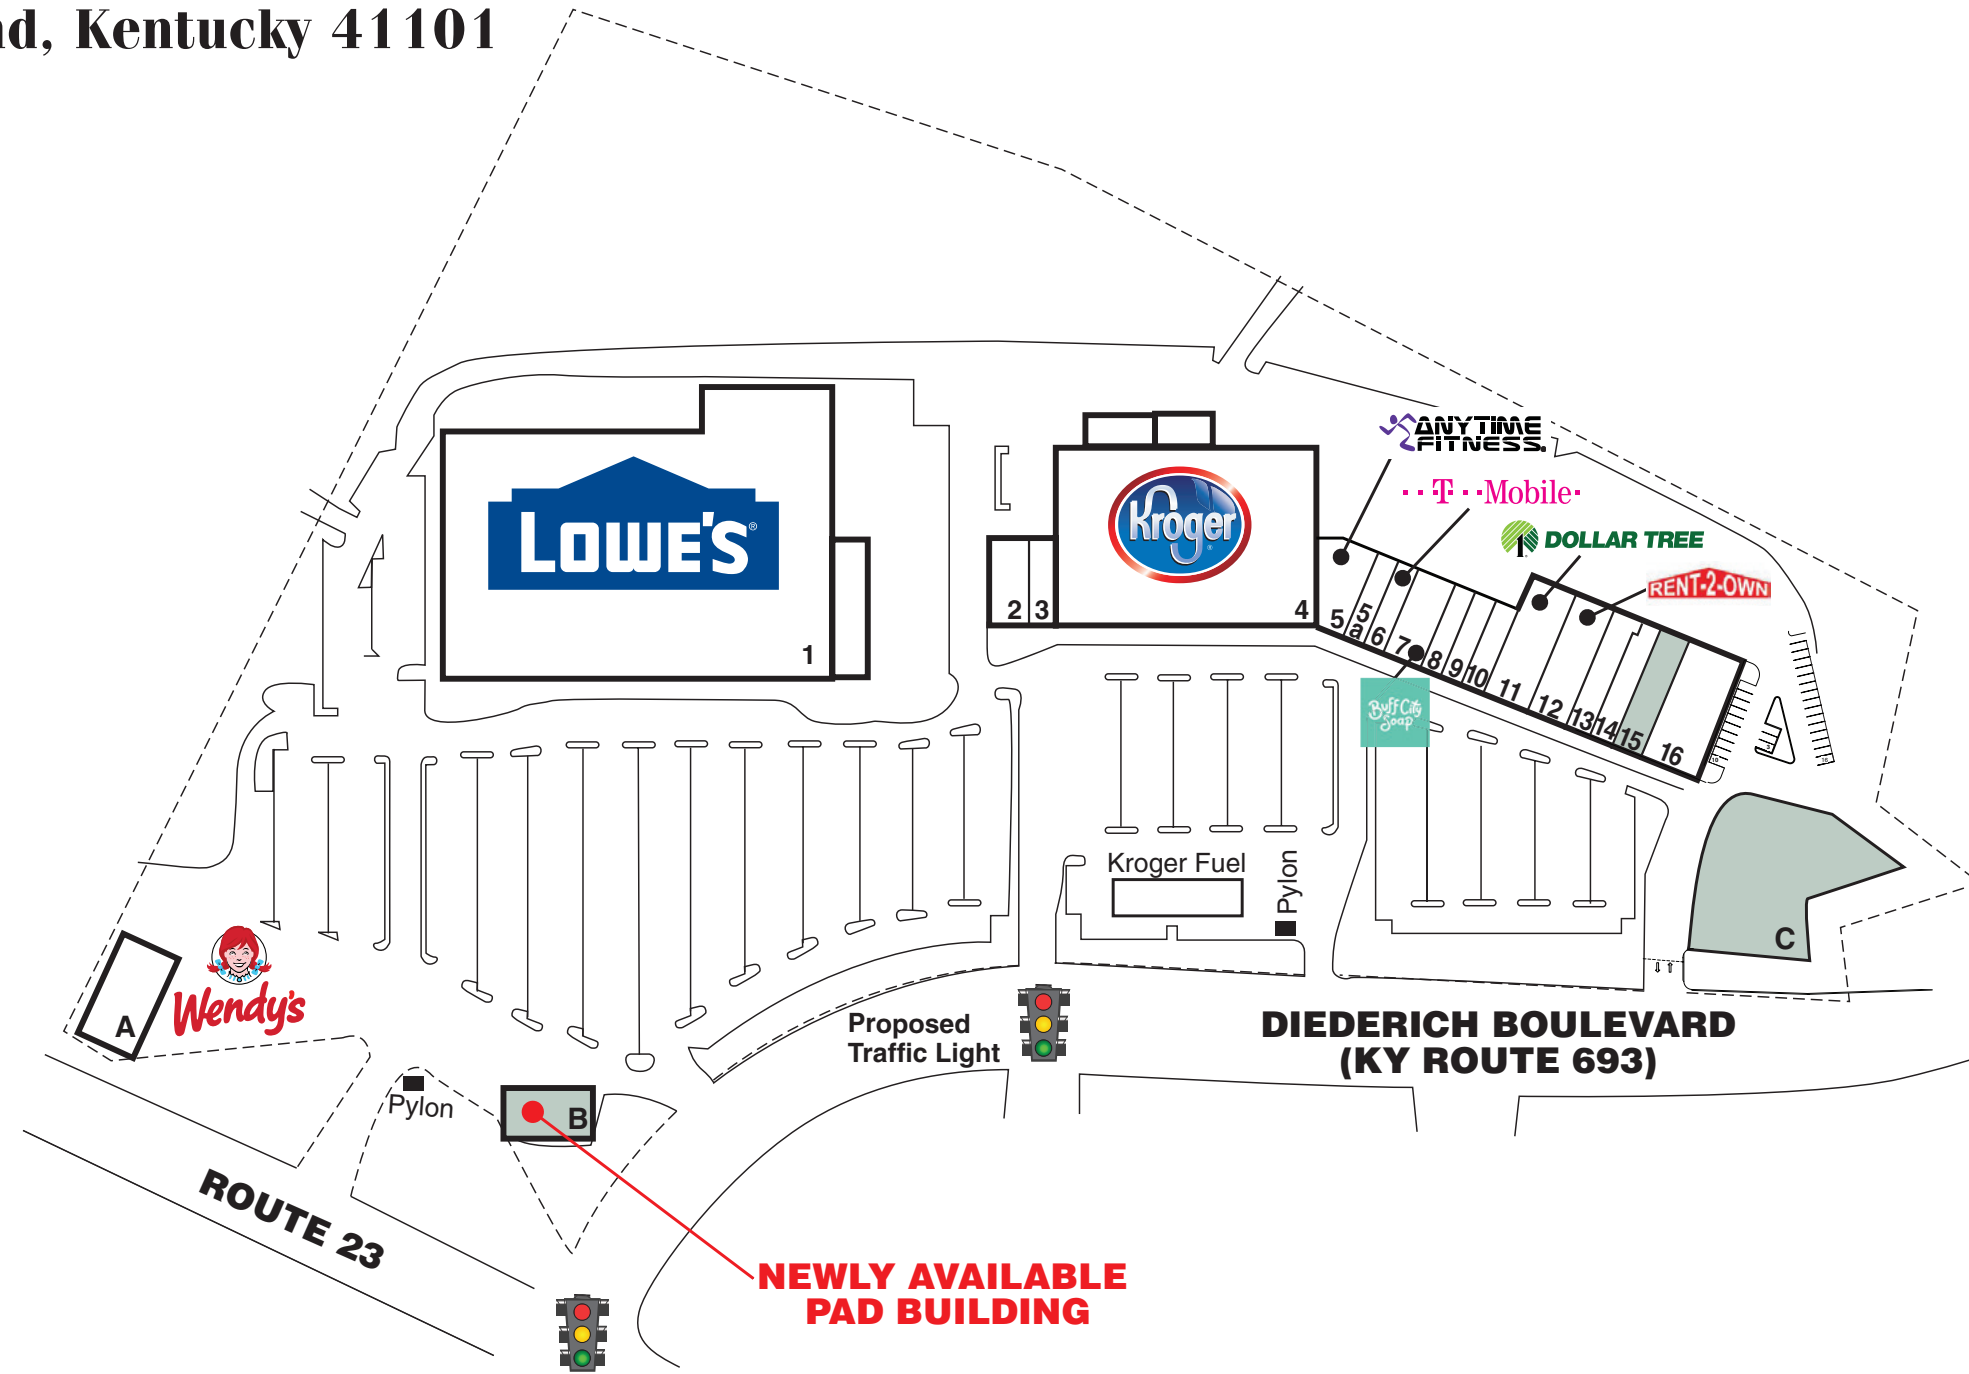 nd, Kentucky 41101
ANYTIME
FITNESS.
T Mobile
DOLLAR TREE
RENT-2-OWN
LOWE'S®
Kroger
1
2
3
4
5
5a
6
7
8
9
10
11
12
13
14
15
16
Buff City
Soap
Kroger Fuel
Pylon
C
A
Wendy's
Proposed
Traffic Light
DIEDERICH BOULEVARD
(KY ROUTE 693)
Pylon
B
ROUTE 23
NEWLY AVAILABLE
PAD BUILDING